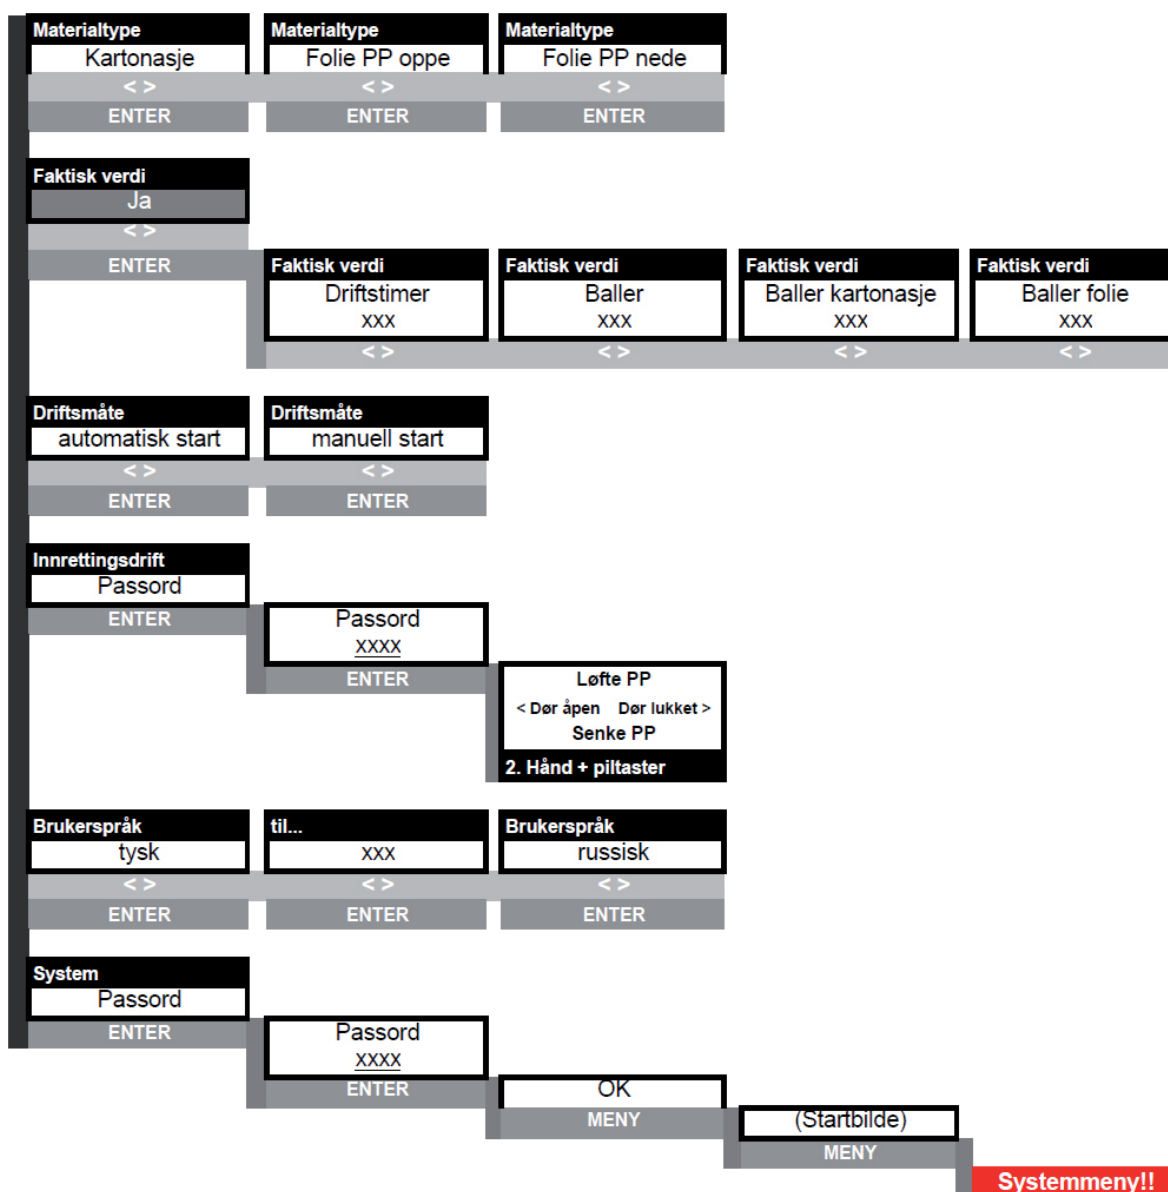 Materialtype Materialtype Materialtype
Kartonasje Folie PP oppe Folie PP nede
< > < > < >
ENTER ENTER ENTER
Faktisk verdi
Ja
< >
ENTER
Faktisk verdi Faktisk verdi Faktisk verdi Faktisk verdi
Driftstimer Baller Baller kartonasje Baller folie
xxx xxx xxx xxx
< > < > < > < >
Driftsmåte Driftsmåte
automatisk start manuell start
< > < >
ENTER ENTER
Innrettingsdrift
Passord
ENTER
Passord
xxxx
ENTER
Løfte PP
< Dør åpen Dør lukket >
Senke PP
2. Hånd + piltaster
Brukerspråk til... Brukerspråk
tysk xxx russisk
< > < > < >
ENTER ENTER ENTER
System
Passord
ENTER
Passord
xxxx
ENTER
OK
MENY
(Startbilde)
MENY
Systemmeny!!